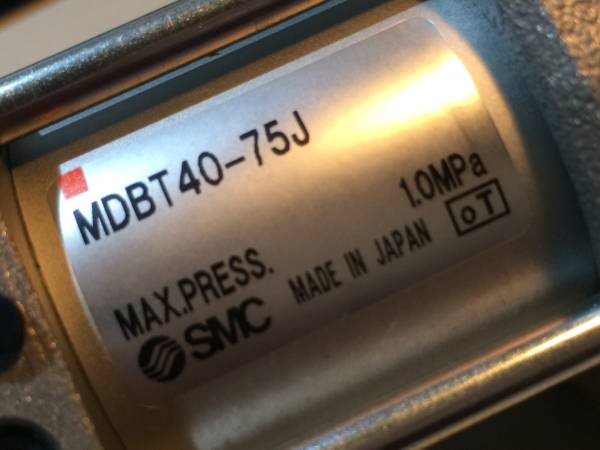 MDBT40-75J
MAX.PRESS. 1.0MPa
SMC MADE IN JAPAN oT